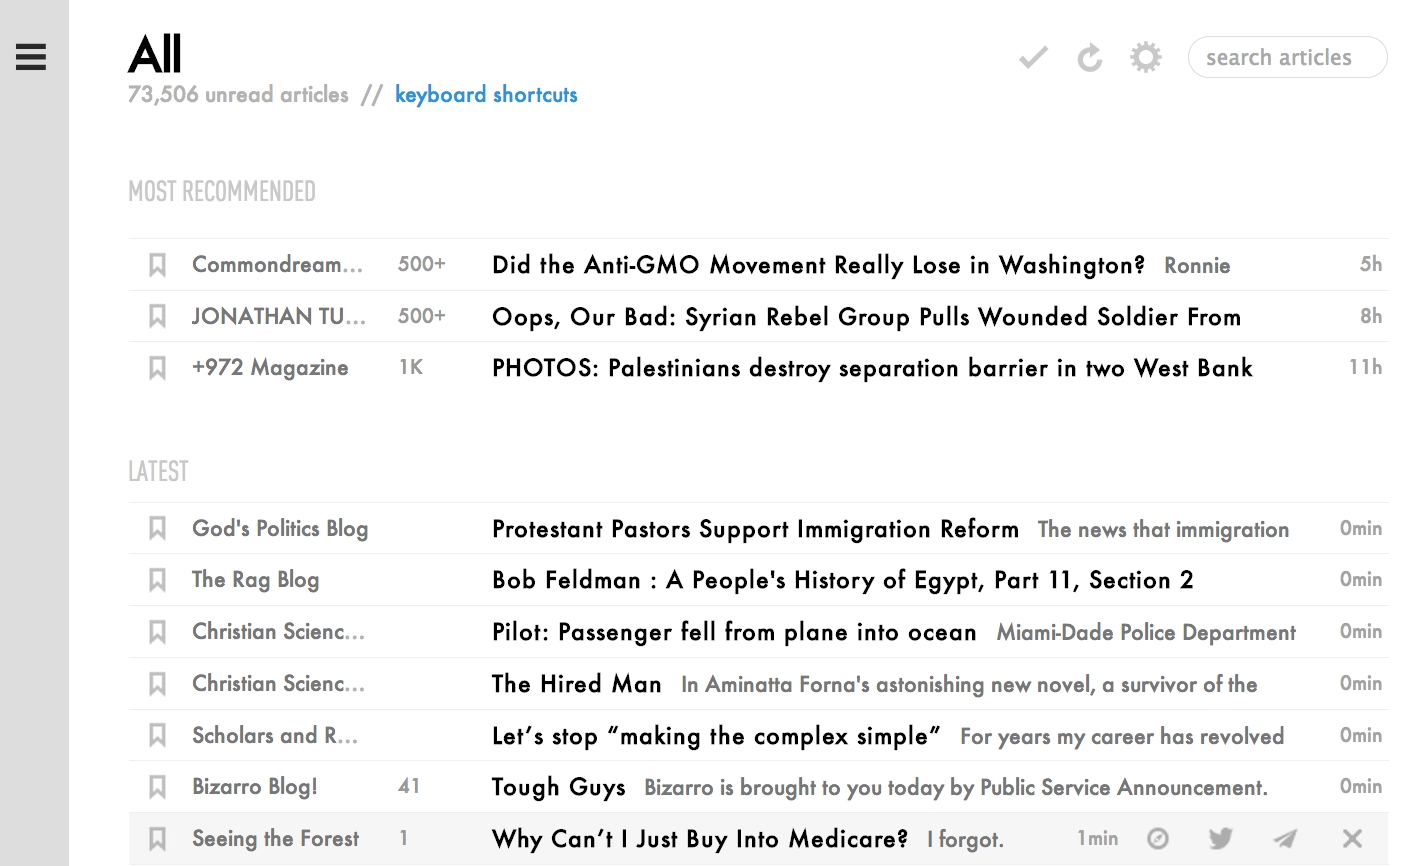 All
73,506 unread articles // keyboard shortcuts
search articles
MOST RECOMMENDED
Commondream... 500+ Did the Anti-GMO Movement Really Lose in Washington? Ronnie 5h
JONATHAN TU... 500+ Oops, Our Bad: Syrian Rebel Group Pulls Wounded Soldier From 8h
+972 Magazine 1K PHOTOS: Palestinians destroy separation barrier in two West Bank 11h
LATEST
God's Politics Blog Protestant Pastors Support Immigration Reform The news that immigration 0min
The Rag Blog Bob Feldman : A People's History of Egypt, Part 11, Section 2 0min
Christian Scienc... Pilot: Passenger fell from plane into ocean Miami-Dade Police Department 0min
Christian Scienc... The Hired Man In Aminatta Forna's astonishing new novel, a survivor of the 0min
Scholars and R... Let’s stop “making the complex simple” For years my career has revolved 0min
Bizarro Blog! 41 Tough Guys Bizarro is brought to you today by Public Service Announcement. 0min
Seeing the Forest 1 Why Can’t I Just Buy Into Medicare? I forgot. 1min